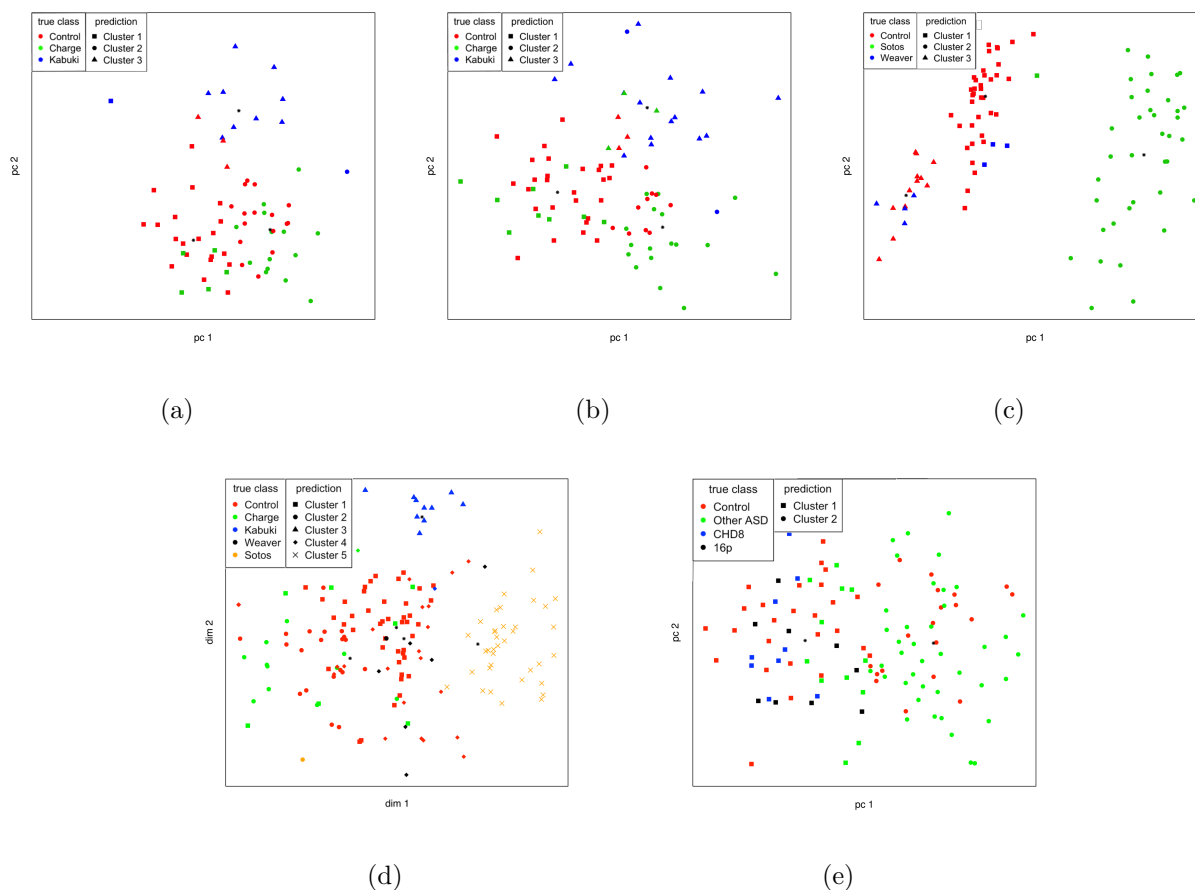 true class prediction
Control Cluster 1
Charge Cluster 2
Kabuki Cluster 3
pc 2
pc 1
(a)
true class prediction
Control Cluster 1
Charge Cluster 2
Kabuki Cluster 3
pc 2
pc 1
(b)
true class prediction
Control Cluster 1
Sotos Cluster 2
Weaver Cluster 3
pc 2
pc 1
(c)
true class prediction
Control Cluster 1
Charge Cluster 2
Kabuki Cluster 3
Weaver Cluster 4
Sotos Cluster 5
dim 2
dim 1
(d)
true class prediction
Control Cluster 1
Other ASD Cluster 2
CHD8
16p
pc 2
pc 1
(e)